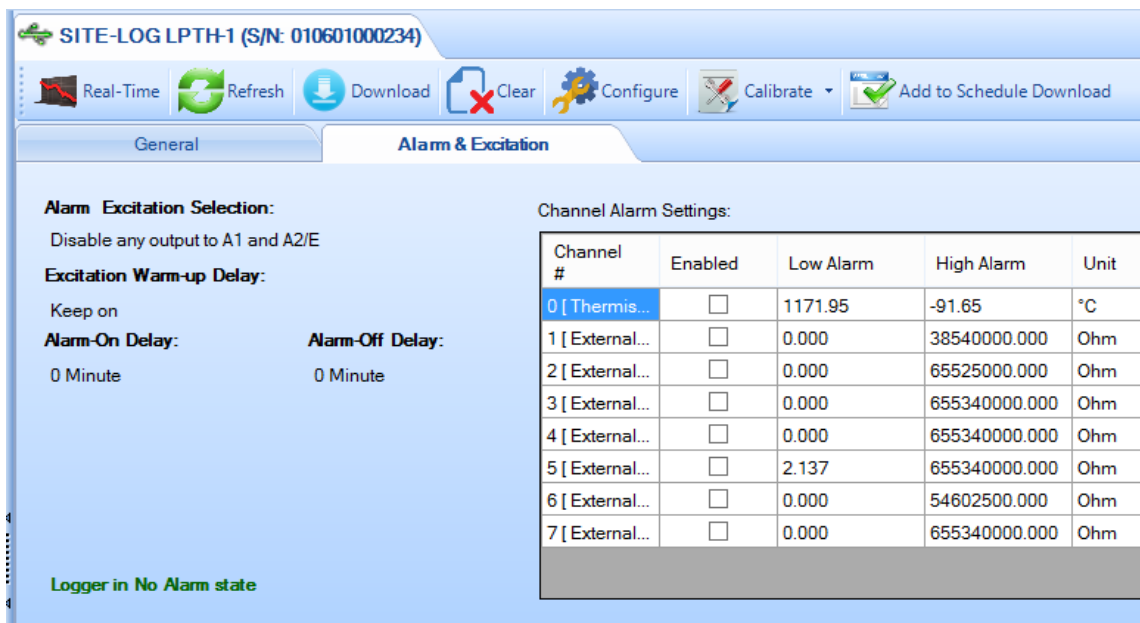 SITE-LOG LPTH-1 (S/N: 010601000234)
Real-Time Refresh Download Clear Configure Calibrate Add to Schedule Download
General Alarm & Excitation
Alarm Excitation Selection:
Disable any output to A1 and A2/E
Excitation Warm-up Delay:
Keep on
Alarm-On Delay: Alarm-Off Delay:
0 Minute 0 Minute
Logger in No Alarm state
Channel Alarm Settings:
Channel # Enabled Low Alarm High Alarm Unit
0 [ Thermis... 1171.95 -91.65 °C
1 [ External... 0.000 38540000.000 Ohm
2 [ External... 0.000 65525000.000 Ohm
3 [ External... 0.000 655340000.000 Ohm
4 [ External... 0.000 655340000.000 Ohm
5 [ External... 2.137 655340000.000 Ohm
6 [ External... 0.000 54602500.000 Ohm
7 [ External... 0.000 655340000.000 Ohm